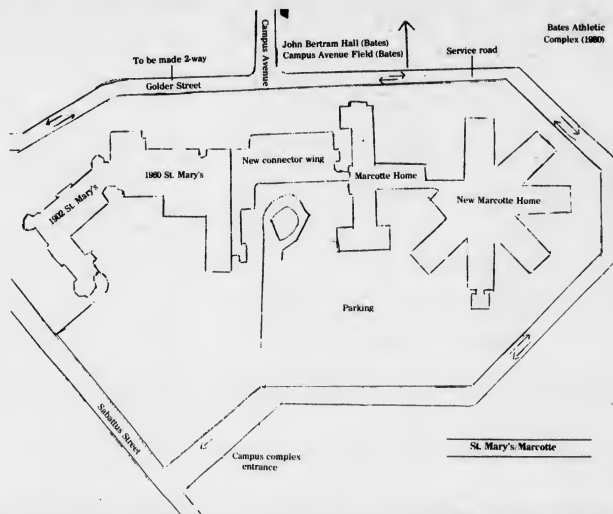 Bates Athletic
Complex (1980)
Campus Avenue
John Bertram Hall (Bates)
Campus Avenue Field (Bates)
Service road
To be made 2-way
Golder Street
1902 St. Mary's
1980 St. Mary's
New connector wing
Marcotte Home
New Marcotte Home
Parking
Sabattus Street
Campus complex
entrance
St. Mary's/Marcotte